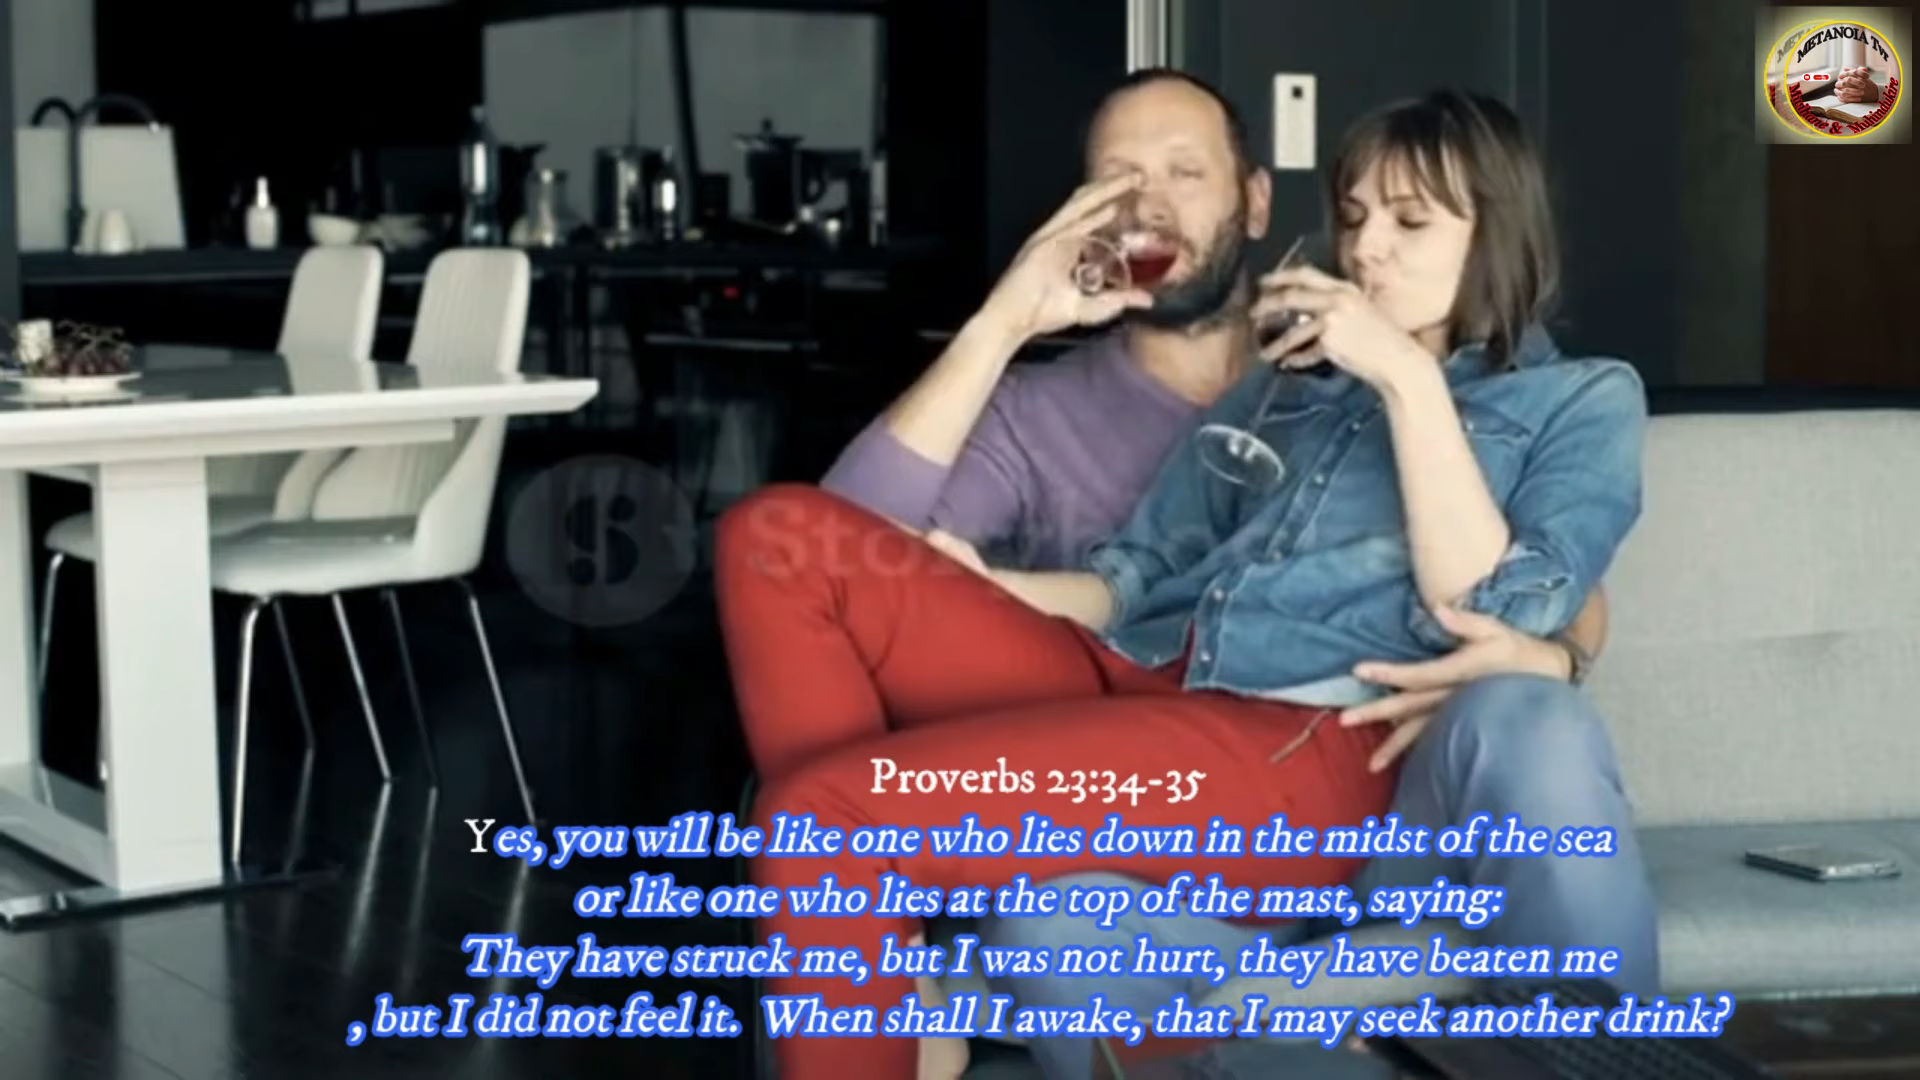 METANOIA Tvr
Proverbs 23:34-35
Yes, you will be like one who lies down in the midst of the sea
or like one who lies at the top of the mast, saying:
They have struck me, but I was not hurt, they have beaten me
, but I did not feel it. When shall I awake, that I may seek another drink?